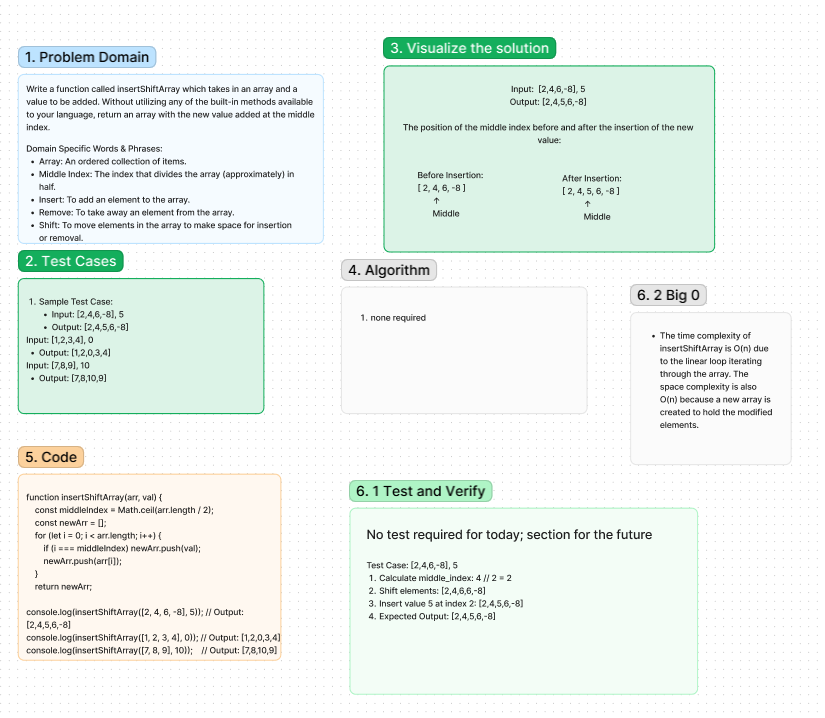 1. Problem Domain
Write a function called insertShiftArray which takes in an array and a
value to be added. Without utilizing any of the built-in methods available
to your language, return an array with the new value added at the middle
index.
Domain Specific Words & Phrases:
• Array: An ordered collection of items.
• Middle Index: The index that divides the array (approximately) in
half.
• Insert: To add an element to the array.
• Remove: To take away an element from the array.
• Shift: To move elements in the array to make space for insertion
or removal.
3. Visualize the solution
Input: [2,4,6,-8], 5
Output: [2,4,5,6,-8]
The position of the middle index before and after the insertion of the new
value:
Before Insertion:
[ 2, 4, 6, -8 ]
↑
Middle
After Insertion:
[ 2, 4, 5, 6, -8 ]
↑
Middle
2. Test Cases
1. Sample Test Case:
• Input: [2,4,6,-8], 5
• Output: [2,4,5,6,-8]
Input: [1,2,3,4], 0
• Output: [1,2,0,3,4]
Input: [7,8,9], 10
• Output: [7,8,10,9]
4. Algorithm
1. none required
6. 2 Big 0
• The time complexity of
insertShiftArray is O(n) due
to the linear loop iterating
through the array. The
space complexity is also
O(n) because a new array is
created to hold the modified
elements.
5. Code
function insertShiftArray(arr, val) {
const middleIndex = Math.ceil(arr.length / 2);
const newArr = [];
for (let i = 0; i < arr.length; i++) {
if (i === middleIndex) newArr.push(val);
newArr.push(arr[i]);
}
return newArr;
console.log(insertShiftArray([2, 4, 6, -8], 5)); // Output:
[2,4,5,6,-8]
console.log(insertShiftArray([1, 2, 3, 4], 0)); // Output: [1,2,0,3,4]
console.log(insertShiftArray([7, 8, 9], 10)); // Output: [7,8,10,9]
6. 1 Test and Verify
No test required for today; section for the future
Test Case: [2,4,6,-8], 5
1. Calculate middle_index: 4 // 2 = 2
2. Shift elements: [2,4,6,6,-8]
3. Insert value 5 at index 2: [2,4,5,6,-8]
4. Expected Output: [2,4,5,6,-8]